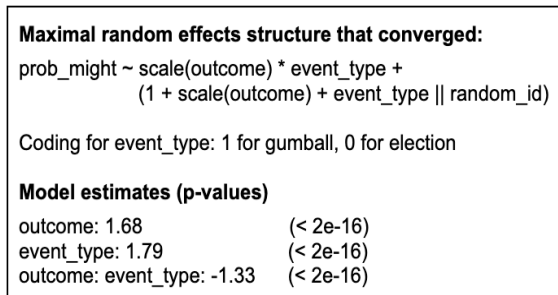 Maximal random effects structure that converged:
prob_might ~ scale(outcome) * event_type +
(1 + scale(outcome) + event_type || random_id)
Coding for event_type: 1 for gumball, 0 for election
Model estimates (p-values)
outcome: 1.68 (< 2e-16)
event_type: 1.79 (< 2e-16)
outcome: event_type: -1.33 (< 2e-16)